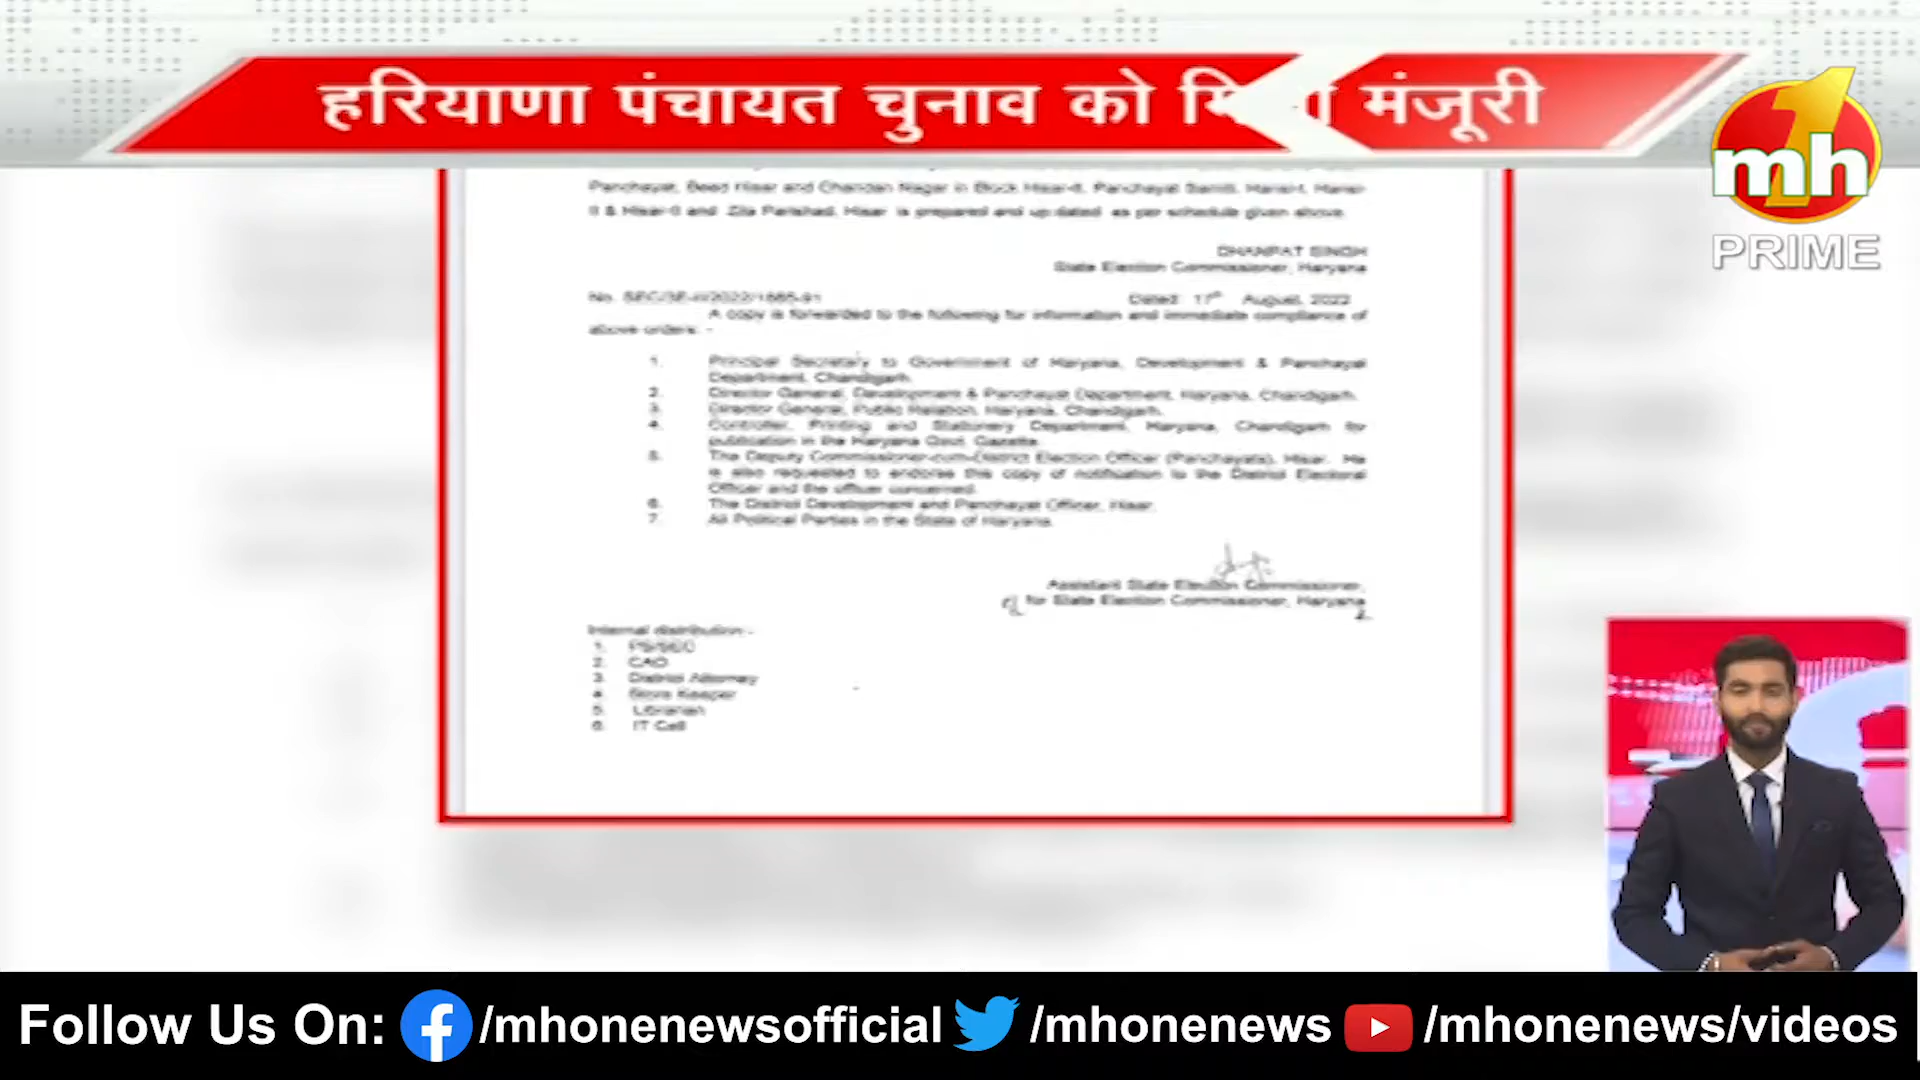 हरियाणा पंचायत चुनाव को मंजूरी
1
mh
PRIME
Panchayat, Beed Hisar and Chandan Nagar in Block Hisar-II, Panchayat Samiti, Hansi-I, Hansi-
II & Hisar-II and Zila Parishad, Hisar is prepared and up dated as per schedule given above.
DHANPAT SINGH
State Election Commissioner, Haryana
No. Dated: 17th August, 2022
A copy is forwarded to the following for information and immediate compliance of
above orders: -
1. Principal Secretary to Government of Haryana, Development & Panchayat
Department, Chandigarh.
2. Director General, Development & Panchayat Department, Haryana, Chandigarh.
3. Director General, Public Relation, Haryana, Chandigarh.
4. Controller, Printing and Stationery Department, Haryana, Chandigarh for
publication in the Haryana Govt. Gazette.
5. The Deputy Commissioner-cum-District Election Officer (Panchayats), Hisar. He
is also requested to endorse this copy of notification to the District Electoral
Officer and the officer concerned.
6. The District Development and Panchayat Officer, Hisar.
7. All Political Parties in the State of Haryana.
Assistant State Election Commissioner,
for State Election Commissioner, Haryana
Internal distribution:-
1. PS/SEC
2. CAO
3. District Attorney
4. Store Keeper
5. Librarian
6. IT Cell
Follow Us On: /mhonenewsofficial /mhonenews /mhonenews/videos